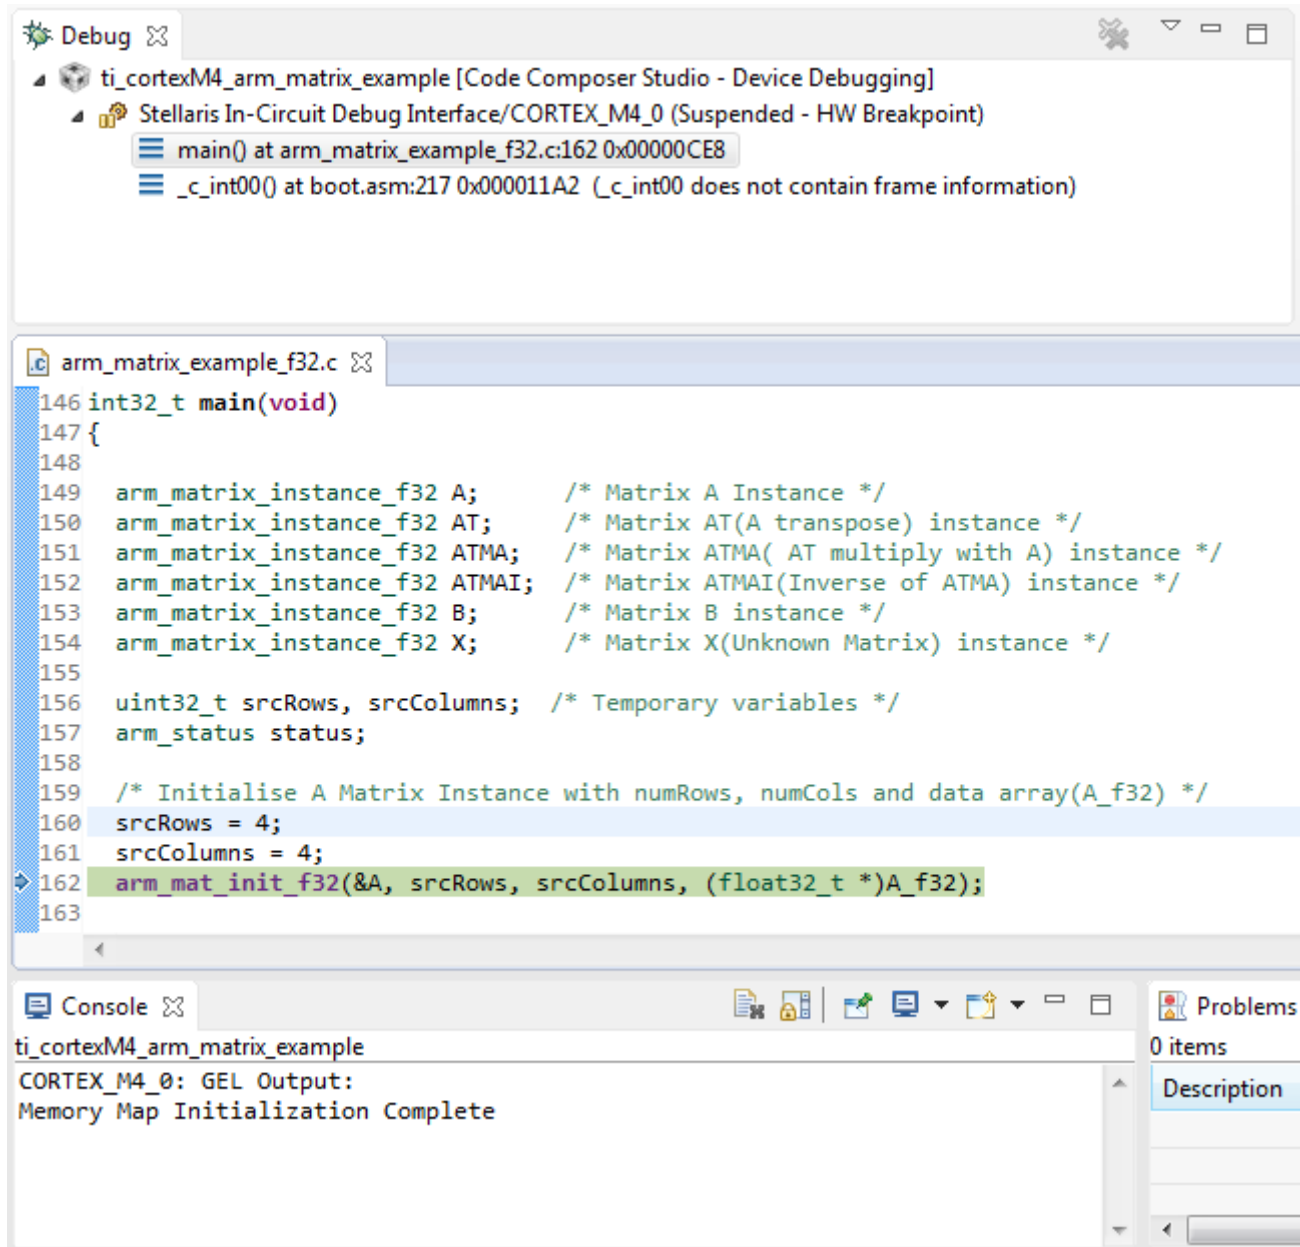 Debug
ti_cortexM4_arm_matrix_example [Code Composer Studio - Device Debugging]
Stellaris In-Circuit Debug Interface/CORTEX_M4_0 (Suspended - HW Breakpoint)
main() at arm_matrix_example_f32.c:162 0x00000CE8
_c_int00() at boot.asm:217 0x000011A2  (_c_int00 does not contain frame information)
.c arm_matrix_example_f32.c
146 int32_t main(void)
147 {
148
149   arm_matrix_instance_f32 A;      /* Matrix A Instance */
150   arm_matrix_instance_f32 AT;     /* Matrix AT(A transpose) instance */
151   arm_matrix_instance_f32 ATMA;   /* Matrix ATMA( AT multiply with A) instance */
152   arm_matrix_instance_f32 ATMAI;  /* Matrix ATMAI(Inverse of ATMA) instance */
153   arm_matrix_instance_f32 B;      /* Matrix B instance */
154   arm_matrix_instance_f32 X;      /* Matrix X(Unknown Matrix) instance */
155
156   uint32_t srcRows, srcColumns;  /* Temporary variables */
157   arm_status status;
158
159   /* Initialise A Matrix Instance with numRows, numCols and data array(A_f32) */
160   srcRows = 4;
161   srcColumns = 4;
162   arm_mat_init_f32(&A, srcRows, srcColumns, (float32_t *)A_f32);
163
Console
ti_cortexM4_arm_matrix_example
CORTEX_M4_0: GEL Output:
Memory Map Initialization Complete
Problems
0 items
Description